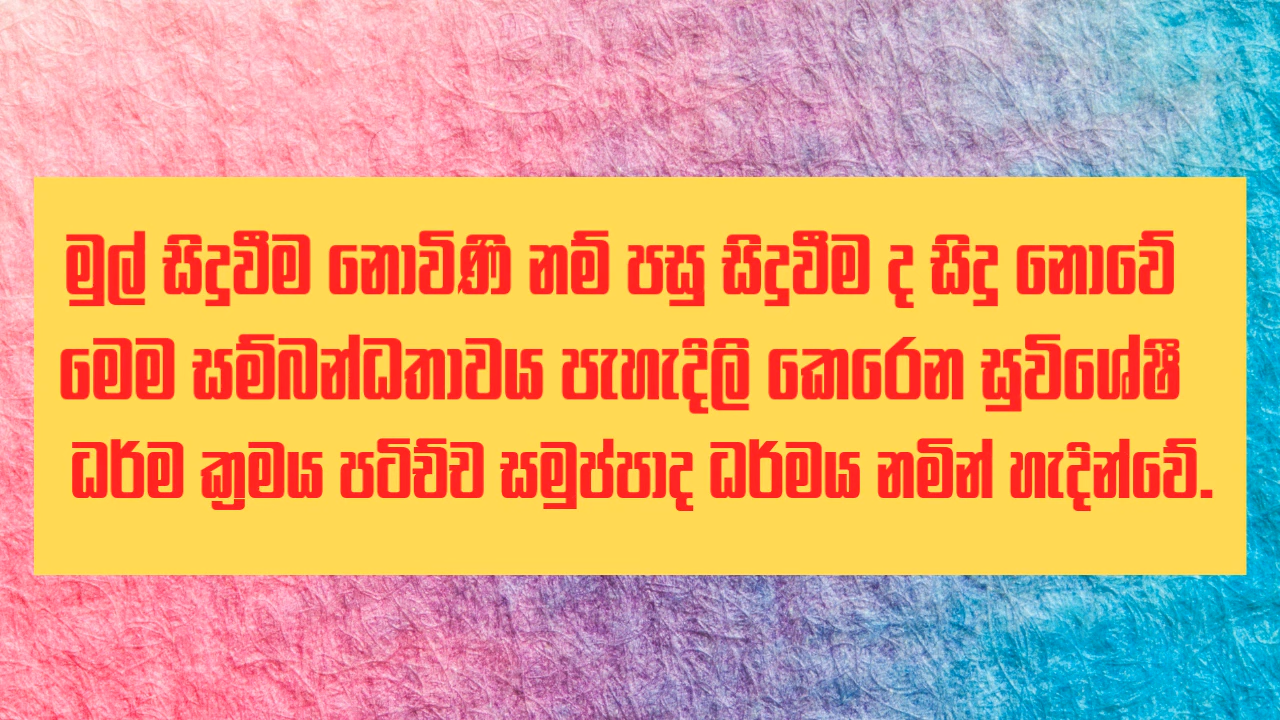 මුල් සිදුවීම නොවිණි නම් පසු සිදුවීම ද සිදු නොවේ
මෙම සම්බන්ධතාවය පැහැදිලි කෙරෙන සුවිශේෂී
ධර්ම ක්‍රමය පටිච්ච සමුප්පාද ධර්මය නමින් හැදින්වේ.